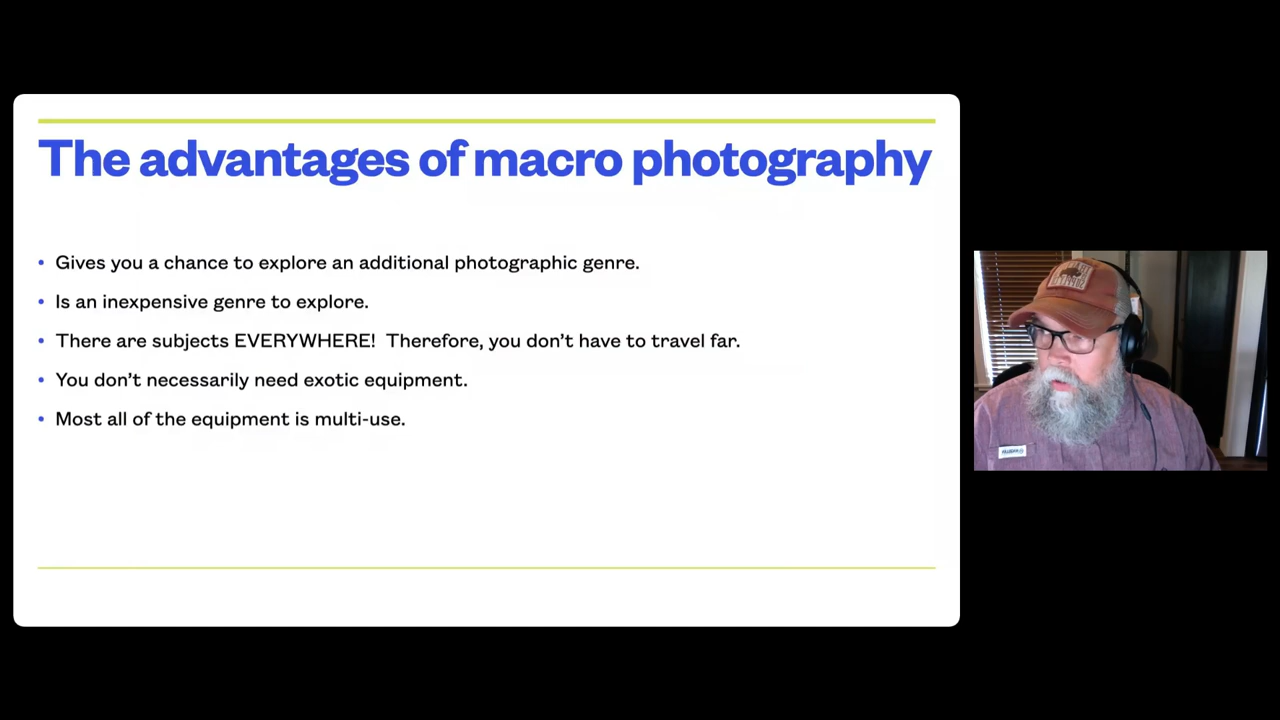 The advantages of macro photography
• Gives you a chance to explore an additional photographic genre.
• Is an inexpensive genre to explore.
• There are subjects EVERYWHERE!  Therefore, you don’t have to travel far.
• You don’t necessarily need exotic equipment.
• Most all of the equipment is multi-use.